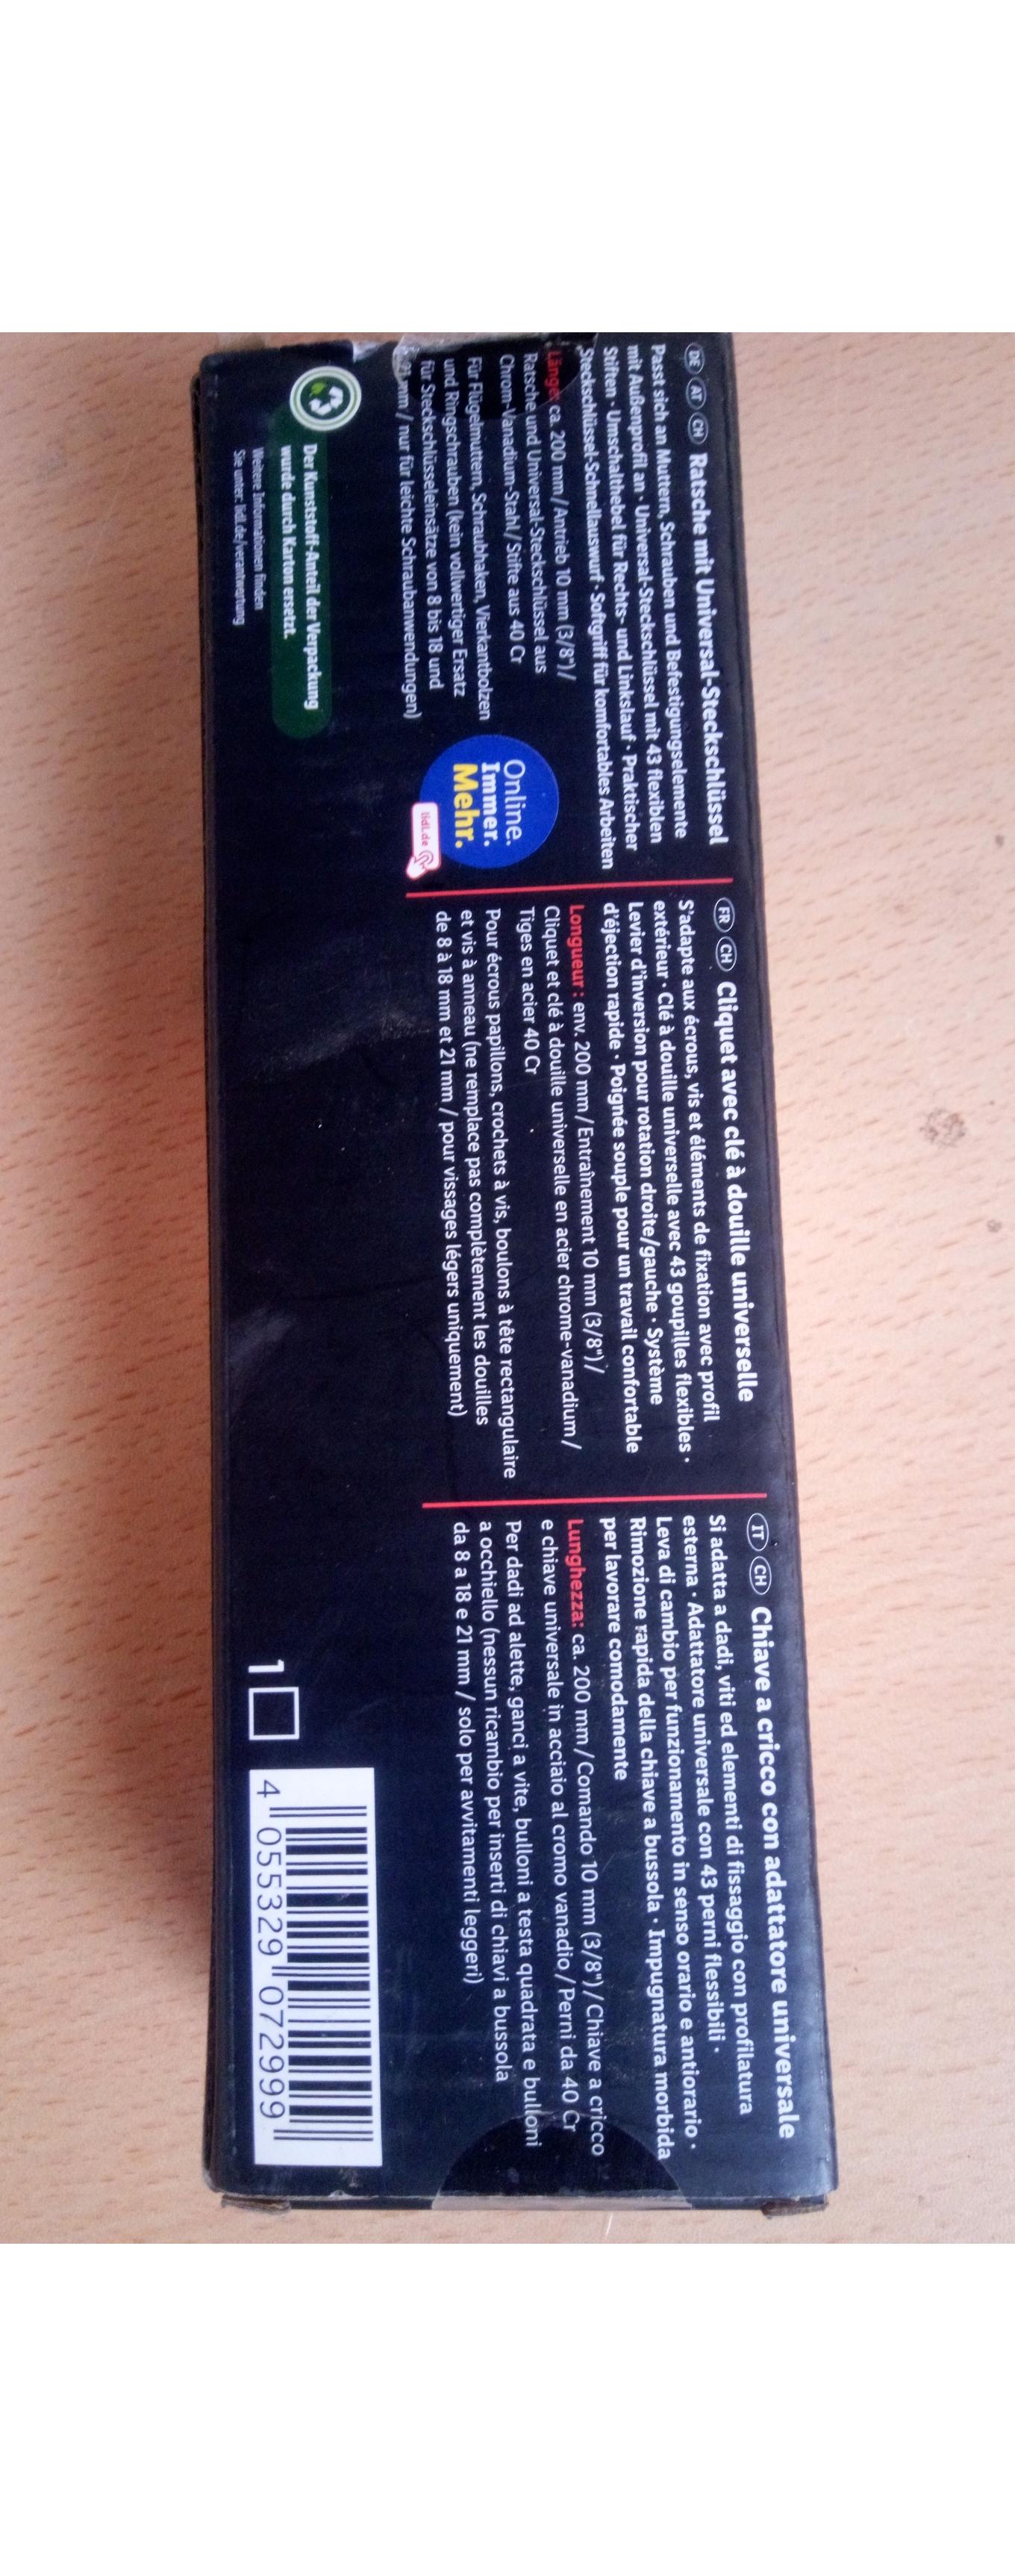 DE AT CH Ratsche mit Universal-Steckschlüssel
Passt sich an Muttern, Schrauben und Befestigungselemente
mit Außenprofil an · Universal-Steckschlüssel mit 43 flexiblen
Stiften · Umschalthebel für Rechts- und Linkslauf · Praktischer
Steckschlüssel-Schnellauswurf · Softgriff für komfortables Arbeiten
Länge: ca. 200 mm / Antrieb 10 mm (3/8") /
Ratsche und Universal-Steckschlüssel aus
Chrom-Vanadium-Stahl / Stifte aus 40 Cr
Für Flügelmuttern, Schraubhaken, Vierkantbolzen
und Ringschrauben (kein vollwertiger Ersatz
für Steckschlüsseleinsätze von 8 bis 18 und
mm / nur für leichte Schraubanwendungen)
Der Kunststoff-Anteil der Verpackung
wurde durch Karton ersetzt.
Weitere Informationen finden
Sie unter: lidl.de/verantwortung
Online.
Immer.
Mehr.
lidl.de
FR CH Cliquet avec clé à douille universelle
S'adapte aux écrous, vis et éléments de fixation avec profil
extérieur · Clé à douille universelle avec 43 goupilles flexibles ·
Levier d'inversion pour rotation droite/gauche · Système
d'éjection rapide · Poignée souple pour un travail confortable
Longueur : env. 200 mm / Entraînement 10 mm (3/8") /
Cliquet et clé à douille universelle en acier chrome-vanadium /
Tiges en acier 40 Cr
Pour écrous papillons, crochets à vis, boulons à tête rectangulaire
et vis à anneau (ne remplace pas complètement les douilles
de 8 à 18 mm et 21 mm / pour vissages légers uniquement)
IT CH Chiave a cricco con adattatore universale
Si adatta a dadi, viti ed elementi di fissaggio con profilatura
esterna · Adattatore universale con 43 perni flessibili ·
Leva di cambio per funzionamento in senso orario e antiorario ·
Rimozione rapida della chiave a bussola · Impugnatura morbida
per lavorare comodamente
Lunghezza: ca. 200 mm / Comando 10 mm (3/8") / Chiave a cricco
e chiave universale in acciaio al cromo vanadio / Perni da 40 Cr
Per dadi ad alette, ganci a vite, bulloni a testa quadrata e bulloni
a occhiello (nessun ricambio per inserti di chiavi a bussola
da 8 a 18 e 21 mm / solo per avvitamenti leggeri)
1
4 055329 072999